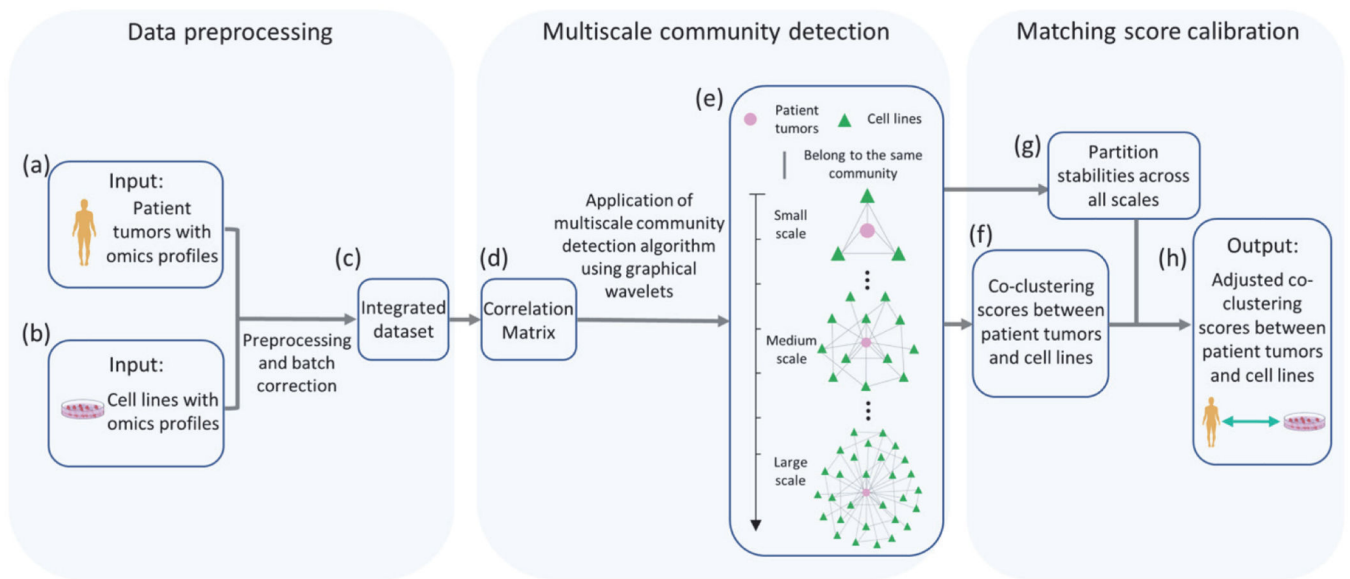 Data preprocessing
Multiscale community detection
Matching score calibration
(a)
Input:
Patient
tumors with
omics profiles
(b)
Input:
Cell lines with
omics profiles
Preprocessing
and batch
correction
(c)
Integrated
dataset
(d)
Correlation
Matrix
Application of
multiscale community
detection algorithm
using graphical
wavelets
(e)
Patient
tumors
Cell lines
Belong to the same
community
Small
scale
Medium
scale
Large
scale
(g)
Partition
stabilities across
all scales
(f)
Co-clustering
scores between
patient tumors
and cell lines
(h)
Output:
Adjusted co-
clustering
scores between
patient tumors
and cell lines